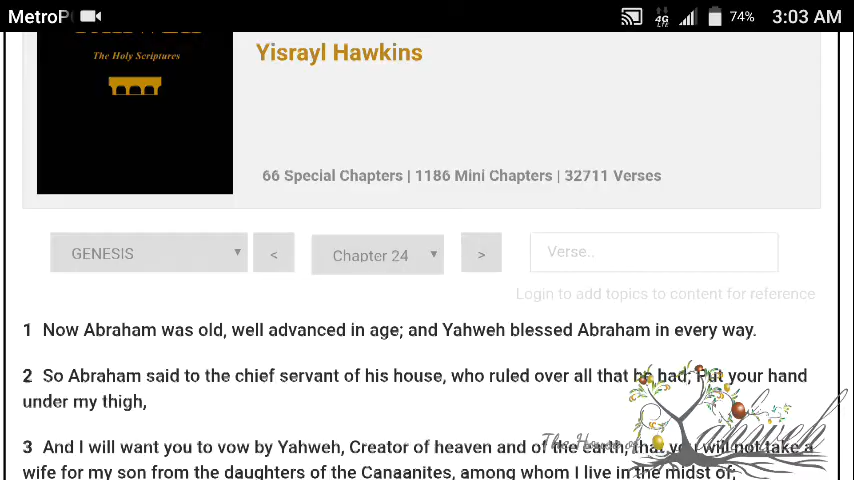 MetroP
4G
LTE
74%
3:03 AM
The Holy Scriptures
Yisrayl Hawkins
66 Special Chapters | 1186 Mini Chapters | 32711 Verses
GENESIS
<
Chapter 24
>
Verse..
Login to add topics to content for reference
1 Now Abraham was old, well advanced in age; and Yahweh blessed Abraham in every way.
2 So Abraham said to the chief servant of his house, who ruled over all that he had; Put your hand
under my thigh,
3 And I will want you to vow by Yahweh, Creator of heaven and of the earth, that you will not take a
wife for my son from the daughters of the Canaanites, among whom I live in the midst of;
The House of Yahweh